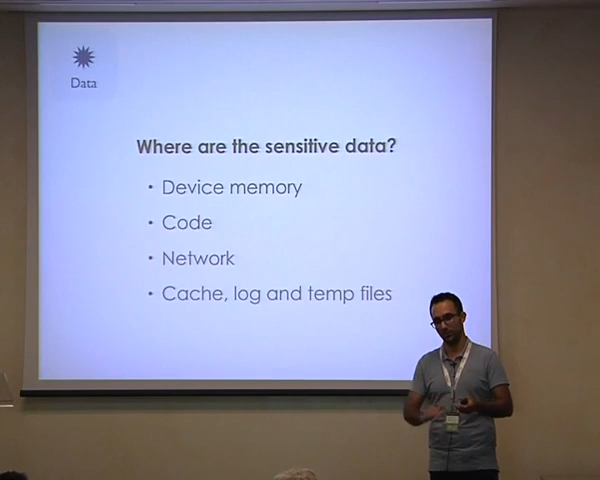 Data
Where are the sensitive data?
• Device memory
• Code
• Network
• Cache, log and temp files